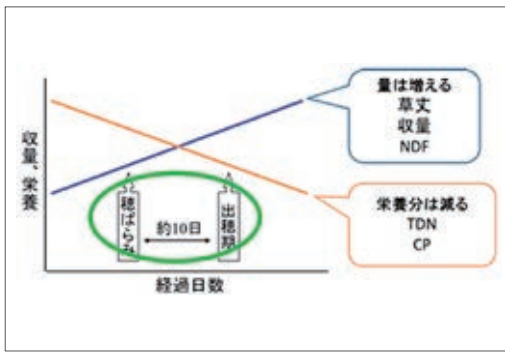 量は増える
草丈
収量
NDF
収量、栄養
穂ばらみ
約10日
出穂期
栄養分は減る
TDN
CP
経過日数